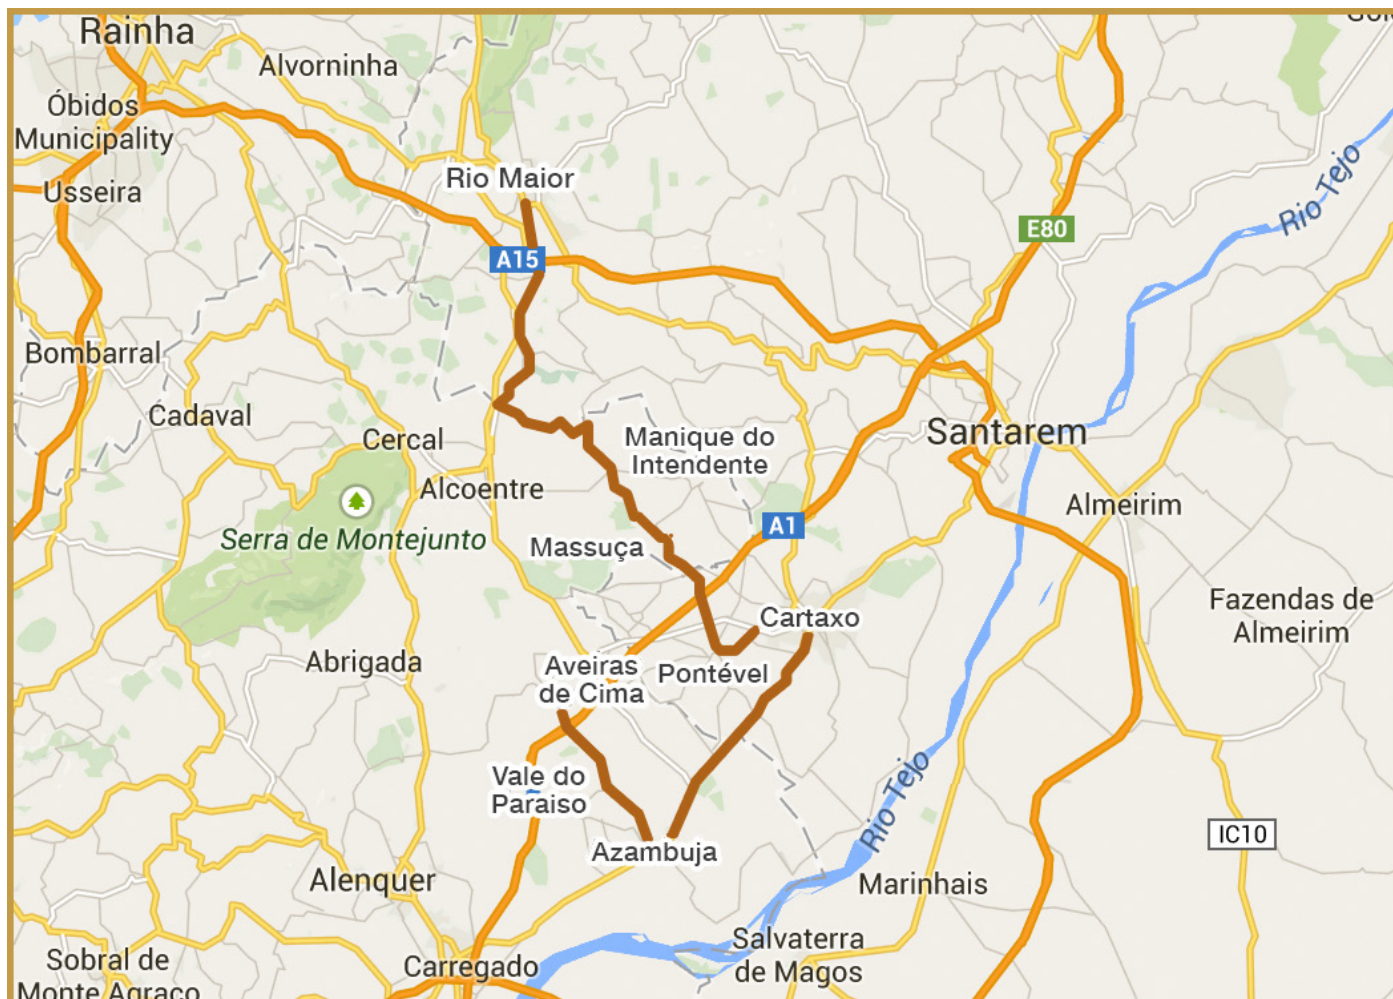 Rainha
Alvorninha
Óbidos
Municipality
Usseira
Rio Maior
Rio Tejo
E80
A15
Bombarral
Cadaval
Cercal
Manique do
Intendente
Santarem
Alcoentre
Almeirim
A1
Serra de Montejunto
Massuça
Fazendas de
Almeirim
Cartaxo
Abrigada
Aveiras
de Cima
Pontével
Vale do
Paraiso
Rio Tejo
IC10
Azambuja
Alenquer
Marinhais
Salvaterra
de Magos
Sobral de
Monte Agraço
Carregado